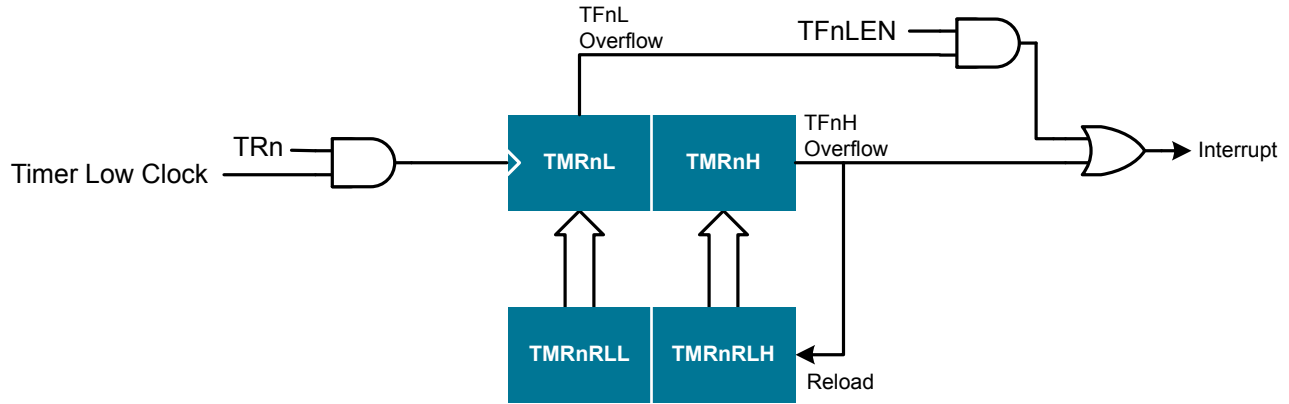 TFnL
Overflow
TFnLEN
TRn
Timer Low Clock
TMRnL
TMRnH
TFnH
Overflow
Interrupt
TMRnRLL
TMRnRLH
Reload